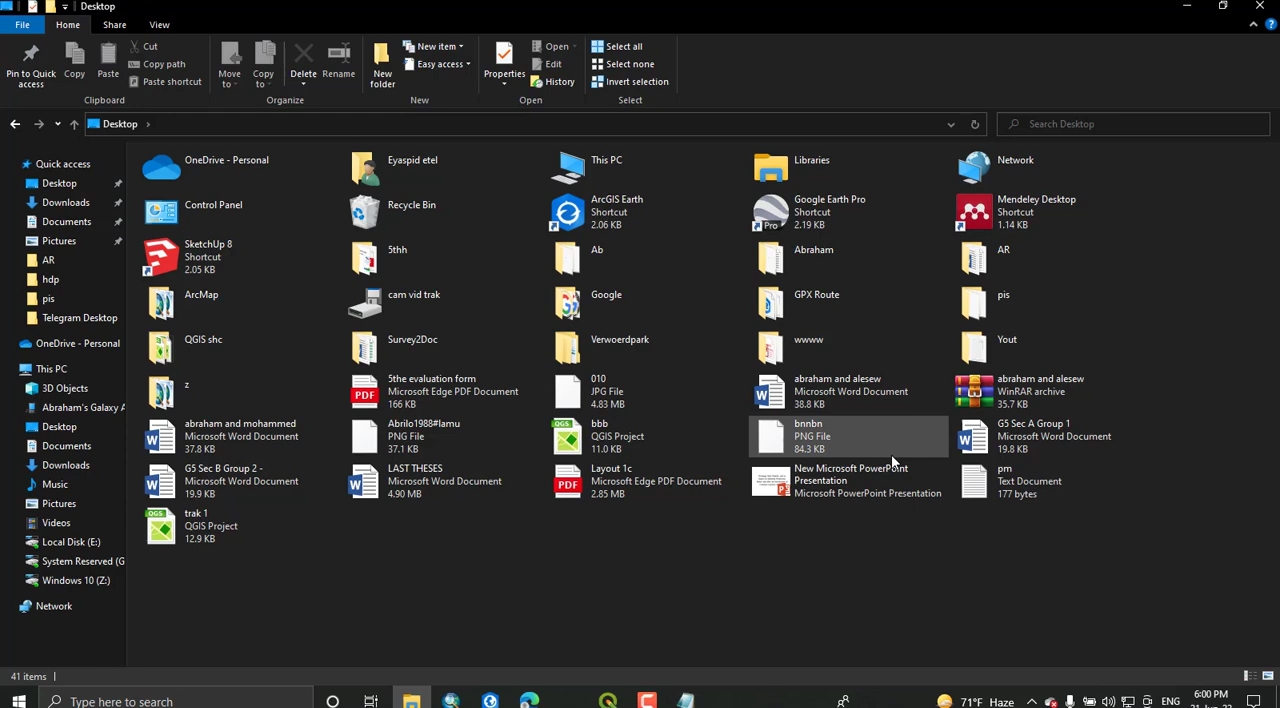 Desktop
File Home Share View
Pin to Quick access
Copy
Paste
Cut
Copy path
Paste shortcut
Clipboard
Move to
Copy to
Delete
Rename
Organize
New folder
New item
Easy access
New
Properties
Open
Edit
History
Open
Select all
Select none
Invert selection
Select
Desktop
Search Desktop
Quick access
Desktop
Downloads
Documents
Pictures
AR
hdp
pis
Telegram Desktop
OneDrive - Personal
This PC
3D Objects
Abraham's Galaxy A
Desktop
Documents
Downloads
Music
Pictures
Videos
Local Disk (E:)
System Reserved (G
Windows 10 (Z:)
Network
OneDrive - Personal
Eyaspid etel
This PC
Libraries
Network
Control Panel
Recycle Bin
ArcGIS Earth
Shortcut
2.06 KB
Google Earth Pro
Shortcut
2.19 KB
Pro
Mendeley Desktop
Shortcut
1.14 KB
SketchUp 8
Shortcut
2.05 KB
5thh
Ab
Abraham
AR
ArcMap
cam vid trak
Google
GPX Route
pis
QGIS shc
Survey2Doc
Verwoerdpark
wwww
Yout
z
PDF
5the evaluation form
Microsoft Edge PDF Document
166 KB
010
JPG File
4.83 MB
abraham and alesew
Microsoft Word Document
38.8 KB
abraham and alesew
WinRAR archive
35.7 KB
abraham and mohammed
Microsoft Word Document
37.8 KB
Abrilo1988#lamu
PNG File
37.1 KB
QGS
bbb
QGIS Project
11.0 KB
bnnbn
PNG File
84.3 KB
G5 Sec A Group 1
Microsoft Word Document
19.8 KB
G5 Sec B Group 2 -
Microsoft Word Document
19.9 KB
LAST THESES
Microsoft Word Document
4.90 MB
PDF
Layout 1c
Microsoft Edge PDF Document
2.85 MB
New Microsoft PowerPoint
Presentation
Microsoft PowerPoint Presentation
pm
Text Document
177 bytes
QGS
trak 1
QGIS Project
12.9 KB
41 items
Type here to search
71°F Haze
ENG
6:00 PM